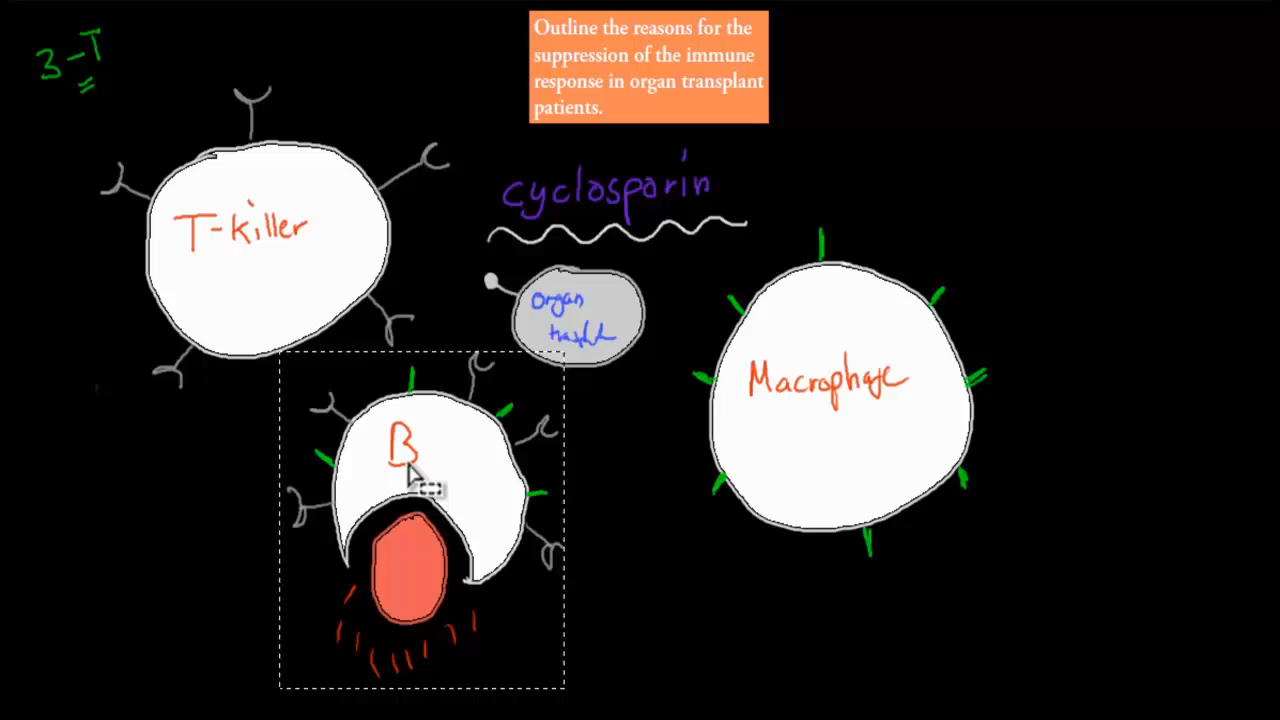 3-T
Outline the reasons for the
suppression of the immune
response in organ transplant
patients.
cyclosporin
T-killer
organ
Macrophage
B